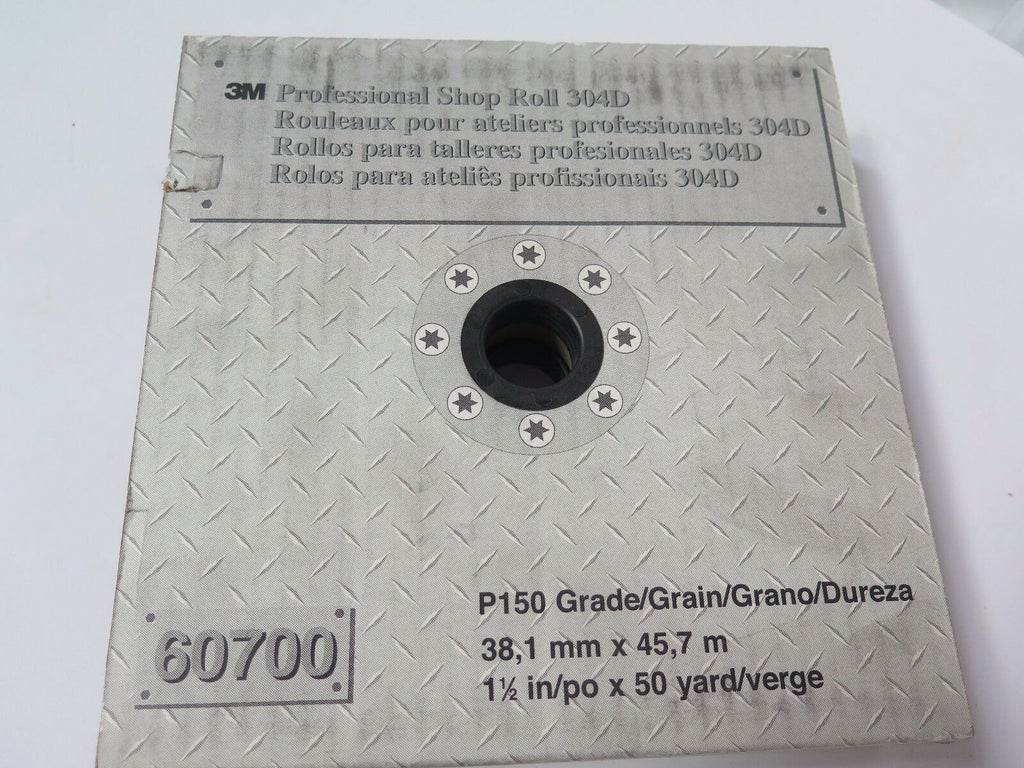 3M Professional Shop Roll 304D
Rouleaux pour ateliers professionnels 304D
Rollos para talleres profesionales 304D
Rolos para ateliês profissionais 304D
P150 Grade/Grain/Grano/Dureza
38,1 mm x 45,7 m
1½ in/po x 50 yard/verge
60700